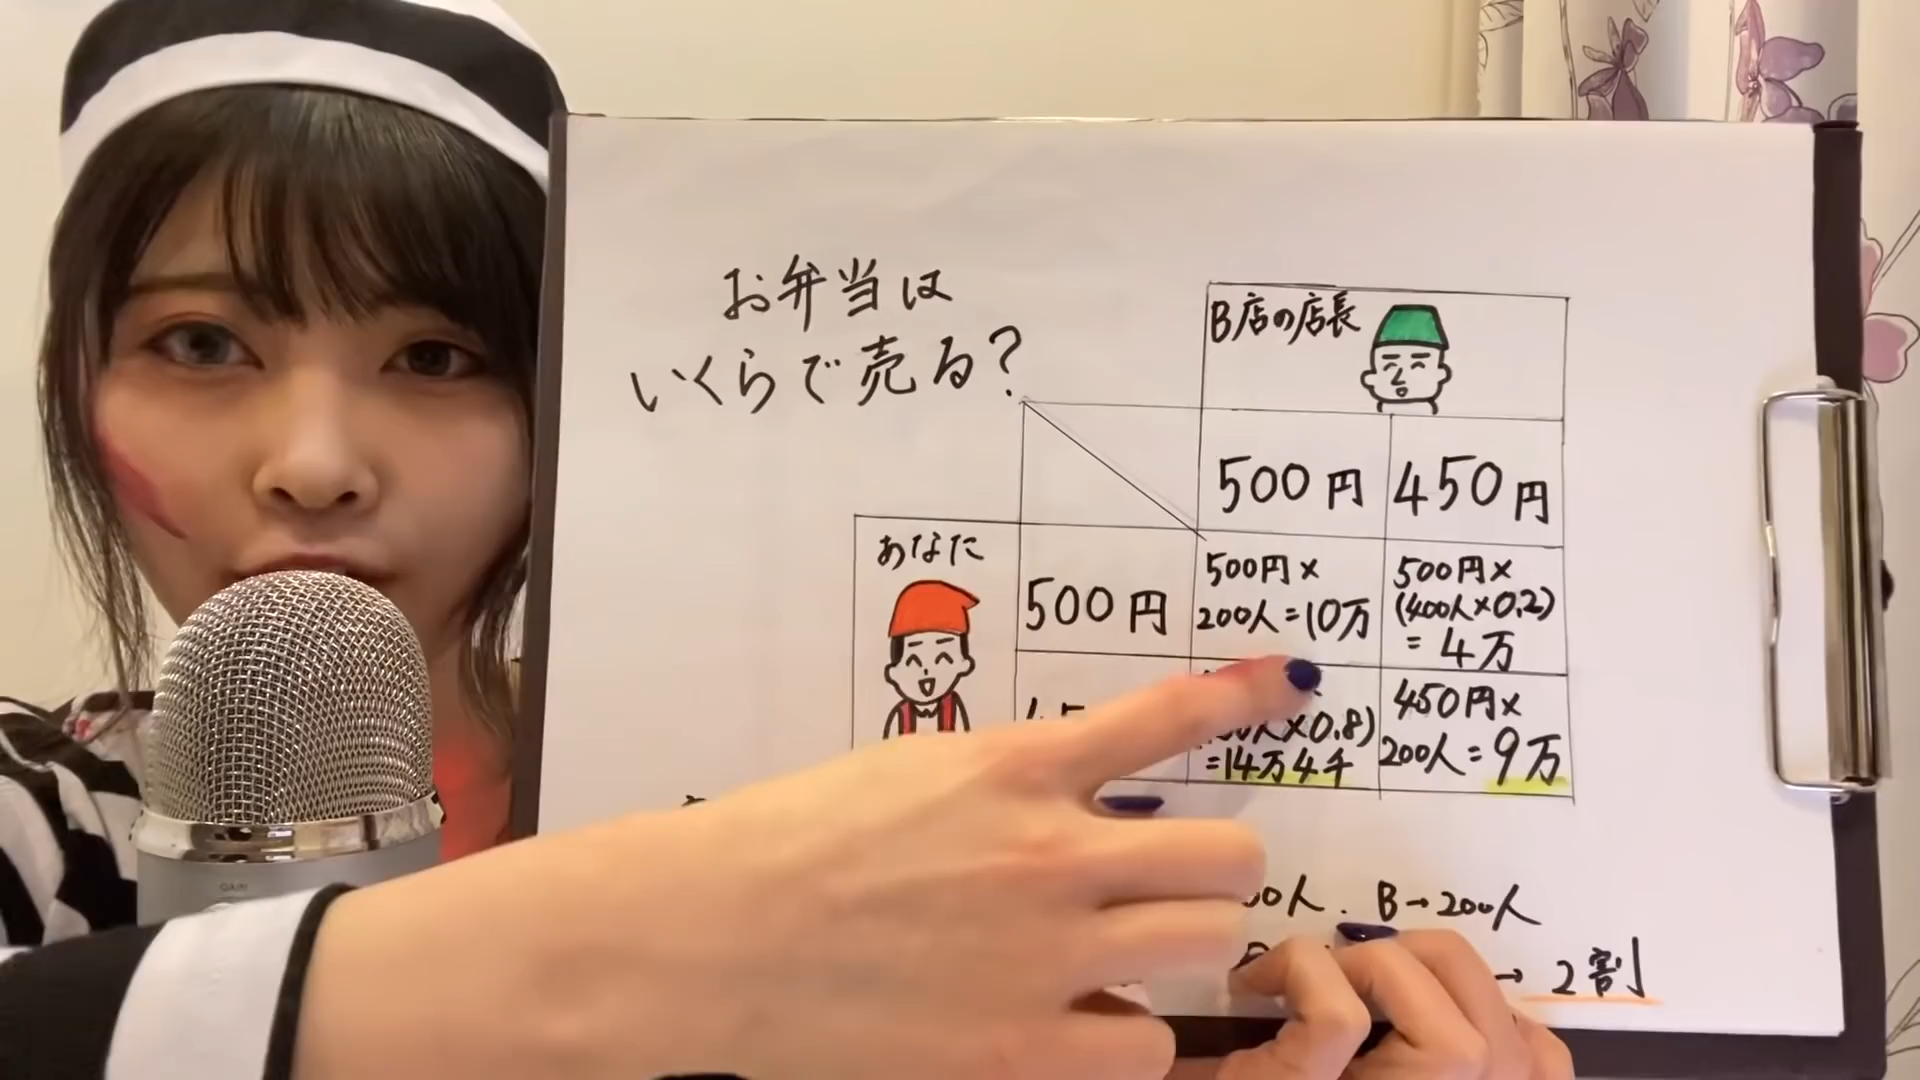 お弁当は
いくらで売る?
B店の店長
500円
450円
あなた
500円
500円×
200人=10万
500円×
(400人×0.2)
=4万
人×0.8)
=14万4千
450円×
200人=9万
人. B→200人
→ 2割
GAIN